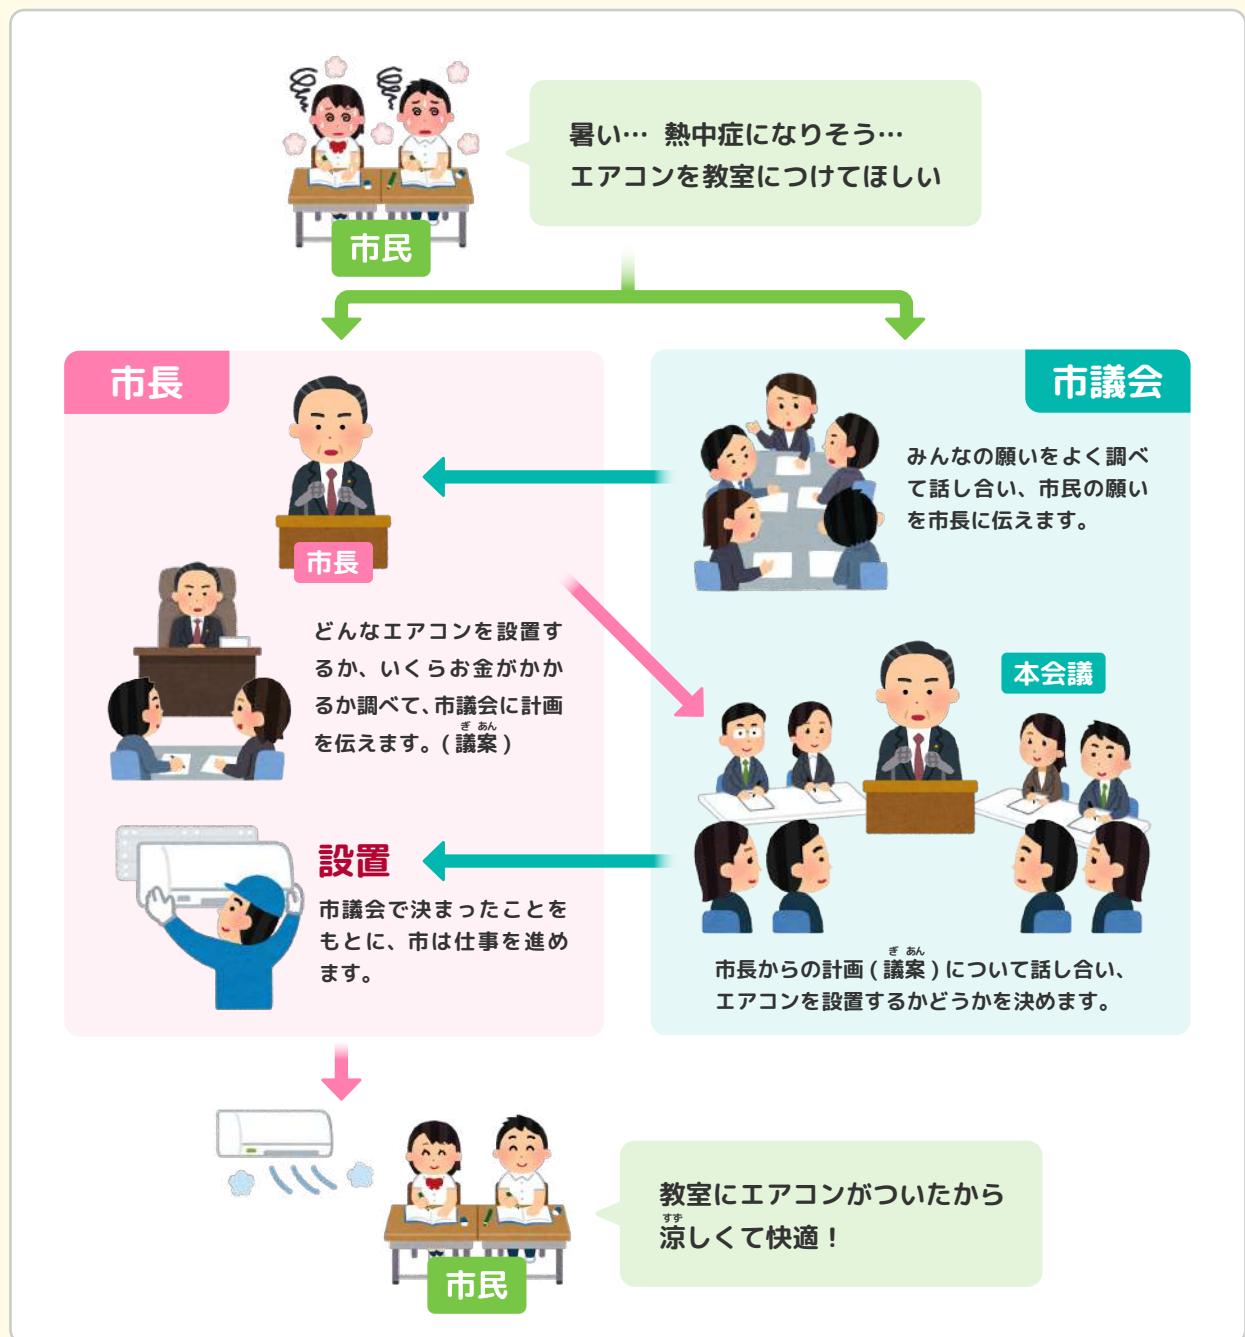 暑い… 熱中症になりそう…
エアコンを教室につけてほしい
市民
市長
市長
どんなエアコンを設置す
るか、いくらお金がかか
るか調べて、市議会に計画
を伝えます。(議案)
ぎ あん
設置
市議会で決まったことを
もとに、市は仕事を進め
ます。
市議会
みんなの願いをよく調べ
て話し合い、市民の願い
を市長に伝えます。
本会議
ぎ あん
市長からの計画(議案)について話し合い、
エアコンを設置するかどうかを決めます。
教室にエアコンがついたから
すず
涼しくて快適!
市民